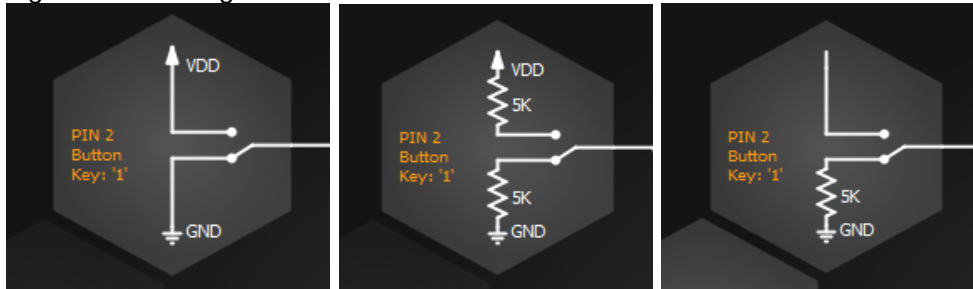 VDD
PIN 2
Button
Key: '1'
GND
VDD
5K
PIN 2
Button
Key: '1'
5K
GND
PIN 2
Button
Key: '1'
5K
GND